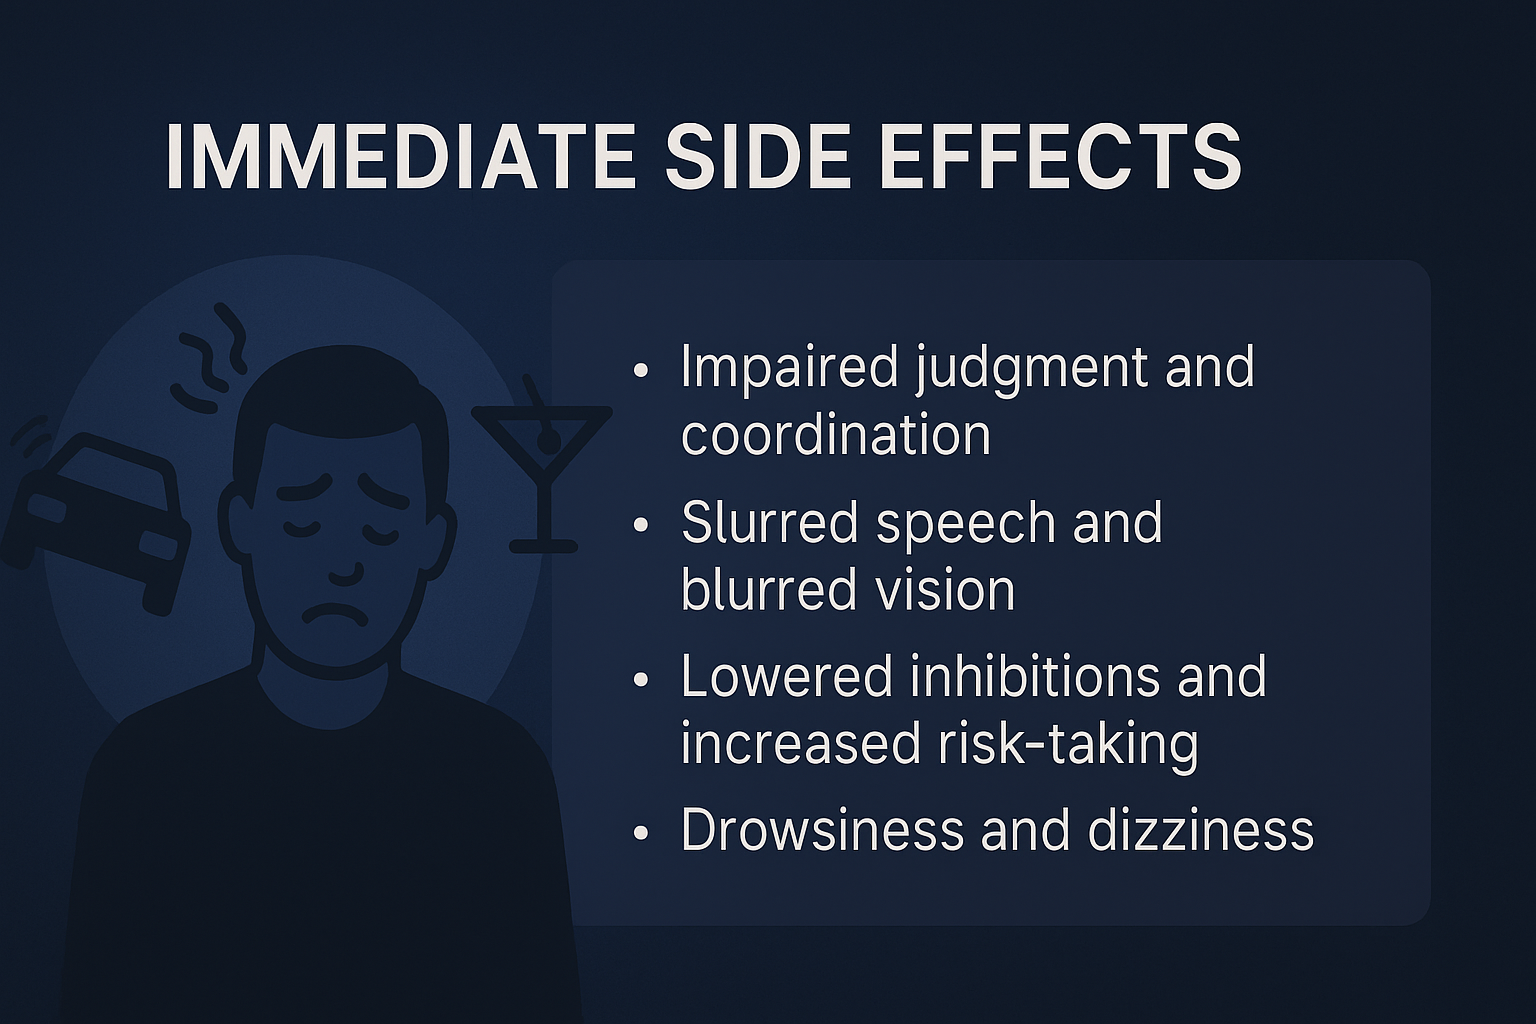 IMMEDIATE SIDE EFFECTS
• Impaired judgment and
coordination
• Slurred speech and
blurred vision
• Lowered inhibitions and
increased risk-taking
• Drowsiness and dizziness